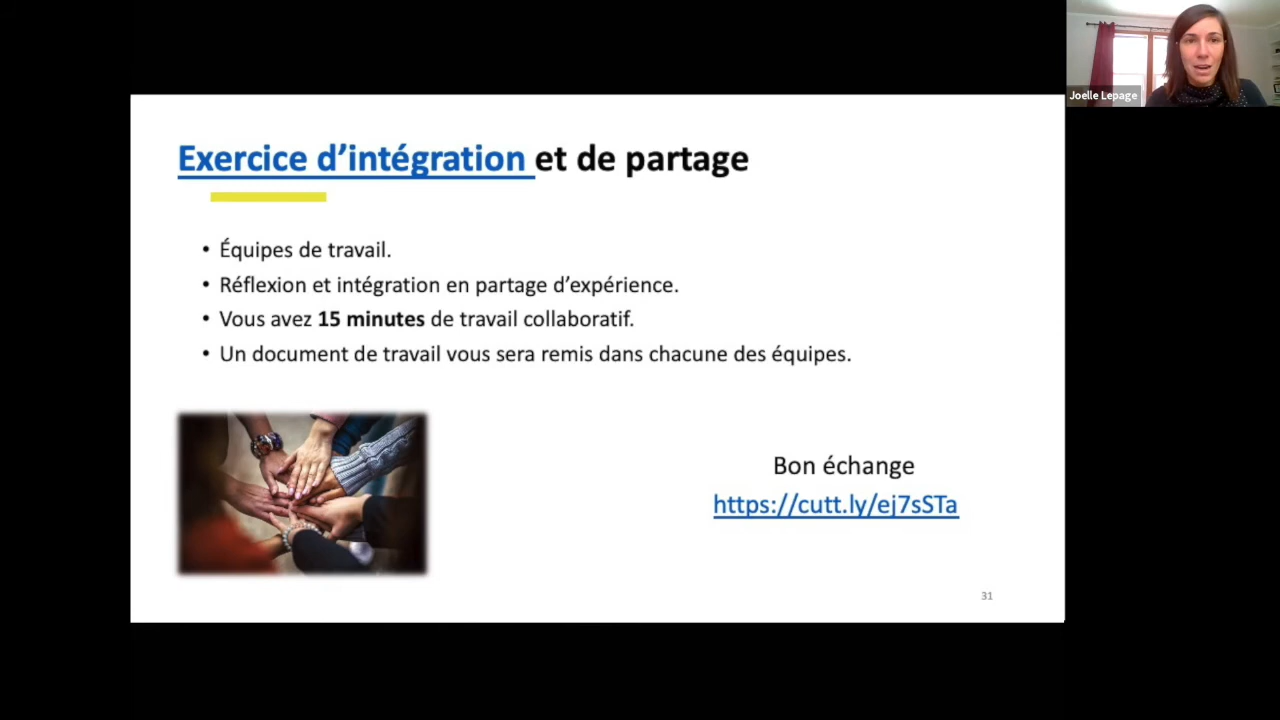 Joelle Lepage
Exercice d’intégration et de partage
• Équipes de travail.
• Réflexion et intégration en partage d’expérience.
• Vous avez 15 minutes de travail collaboratif.
• Un document de travail vous sera remis dans chacune des équipes.
Bon échange
https://cutt.ly/ej7sSTa
31